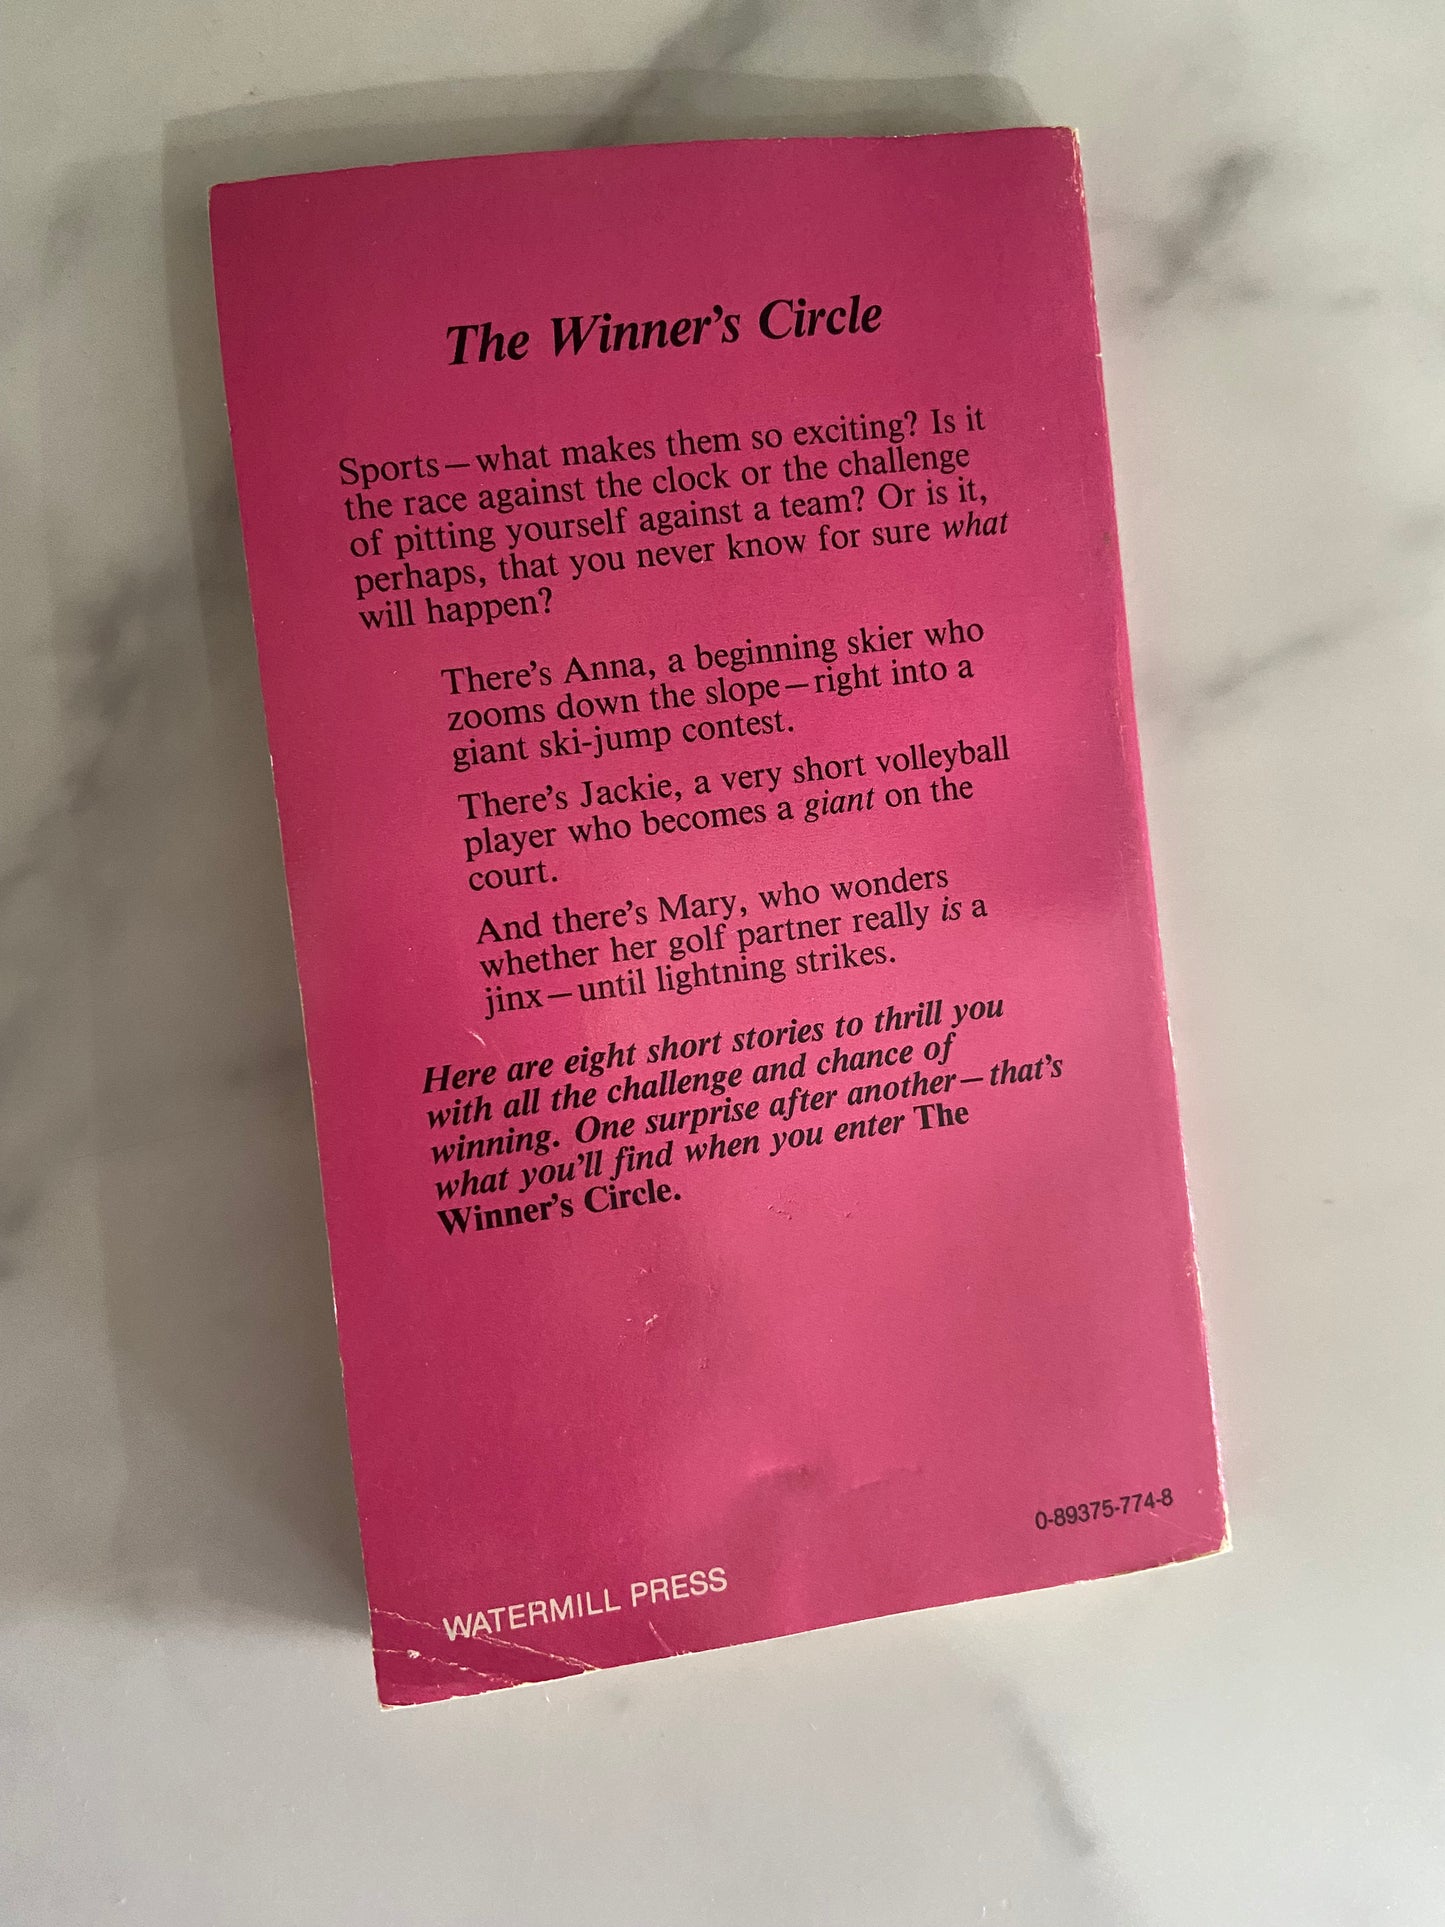 The Winner's Circle
Sports—what makes them so exciting? Is it
the race against the clock or the challenge
of pitting yourself against a team? Or is it,
perhaps, that you never know for sure what
will happen?
There's Anna, a beginning skier who
zooms down the slope—right into a
giant ski-jump contest.
There's Jackie, a very short volleyball
player who becomes a giant on the
court.
And there's Mary, who wonders
whether her golf partner really is a
jinx—until lightning strikes.
Here are eight short stories to thrill you
with all the challenge and chance of
winning. One surprise after another—that's
what you'll find when you enter The
Winner's Circle.
0-89375-774-8
WATERMILL PRESS